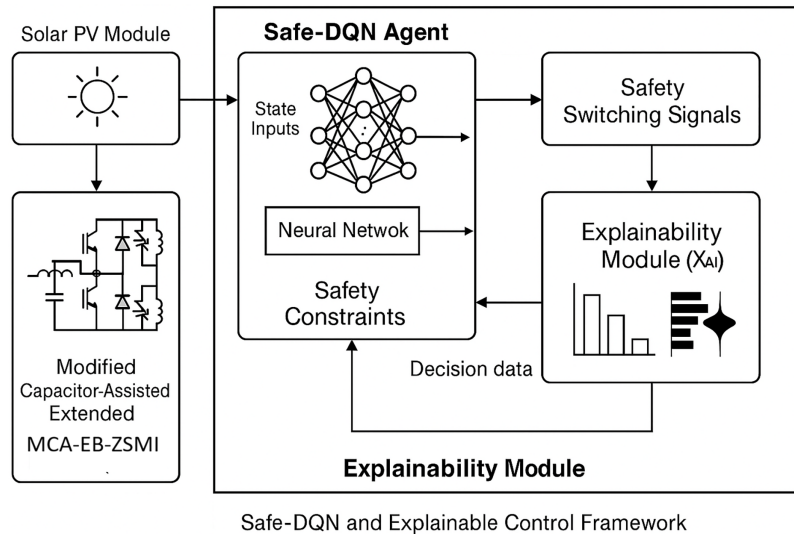 Solar PV Module
Safe-DQN Agent
State
Inputs
Neural Netwok
Safety
Constraints
Safety
Switching Signals
Explainability
Module (XAI)
Modified
Capacitor-Assisted
Extended
MCA-EB-ZSMI
Decision data
Explainability Module
Safe-DQN and Explainable Control Framework